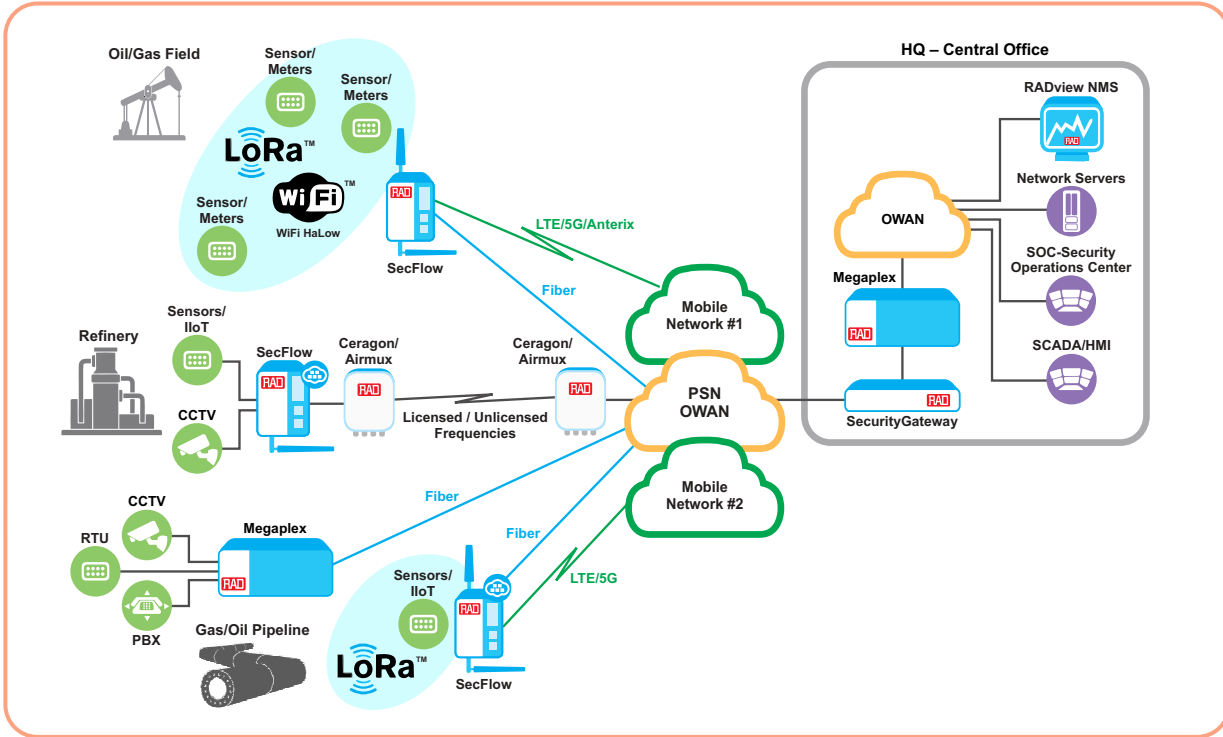 Oil/Gas Field
Sensor/
Meters
Sensor/
Meters
LoRa™
Wi Fi™
WiFi HaLow
Sensor/
Meters
RAD
SecFlow
LTE/5G/Anterix
Fiber
Mobile
Network #1
Refinery
Sensors/
IIoT
CCTV
SecFlow
RAD
Ceragon/
Airmux
RAD
Licensed / Unlicensed
Frequencies
Ceragon/
Airmux
RAD
PSN
OWAN
Mobile
Network #2
Fiber
Fiber
LTE/5G
CCTV
RTU
PBX
Megaplex
RAD
Gas/Oil Pipeline
Sensors/
IIoT
LoRa™
RAD
SecFlow
HQ – Central Office
RADview NMS
RAD
Network Servers
OWAN
SOC-Security
Operations Center
Megaplex
RAD
SCADA/HMI
RAD
SecurityGateway